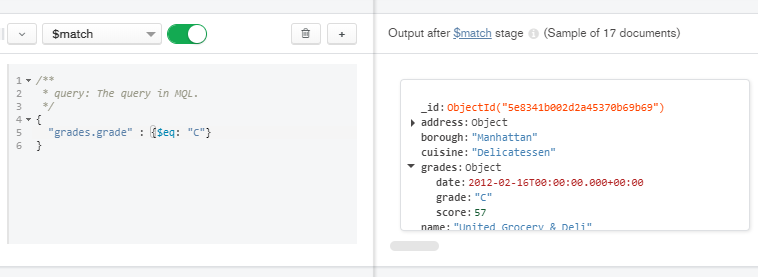 $match
+
Output after $match stage (Sample of 17 documents)
1 /**
2 * query: The query in MQL.
3 */
4 {
5 "grades.grade" : {$eq: "C"}
6 }
_id: ObjectId("5e8341b002d2a45370b69b69")
address: Object
borough: "Manhattan"
cuisine: "Delicatessen"
grades: Object
date: 2012-02-16T00:00:00.000+00:00
grade: "C"
score: 57
name: "United Grocery & Deli"